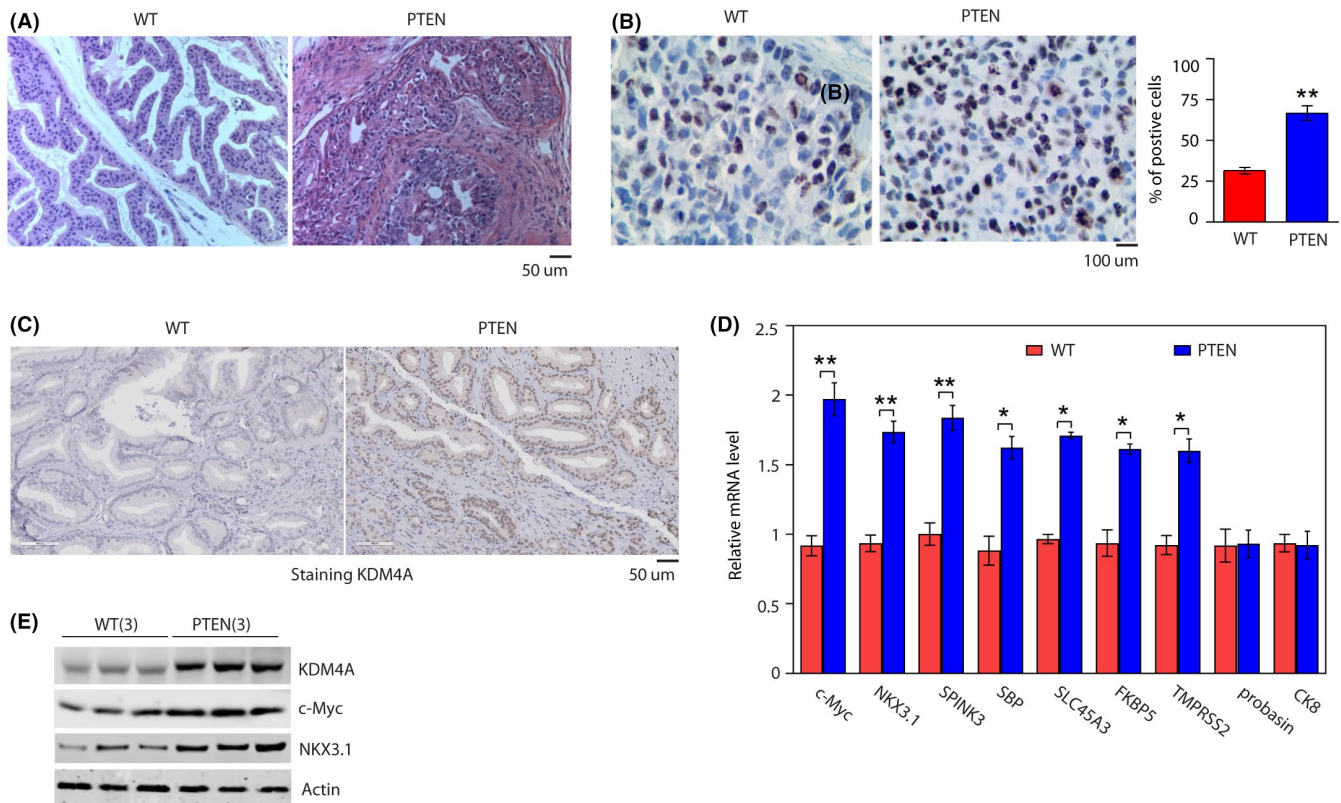 (A)
WT
PTEN
50 um
(B)
WT
PTEN
(B)
100 um
% of postive cells
100
75
50
25
0
**
WT
PTEN
(C)
WT
PTEN
Staining KDM4A
50 um
(D)
Relative mRNA level
2.5
2
1.5
1
0.5
0
WT
PTEN
**
**
**
*
*
*
*
c-Myc
NKX3.1
SPINK3
SBP
SLC45A3
FKBP5
TMPRSS2
probasin
CK8
(E)
WT(3)
PTEN(3)
KDM4A
c-Myc
NKX3.1
Actin